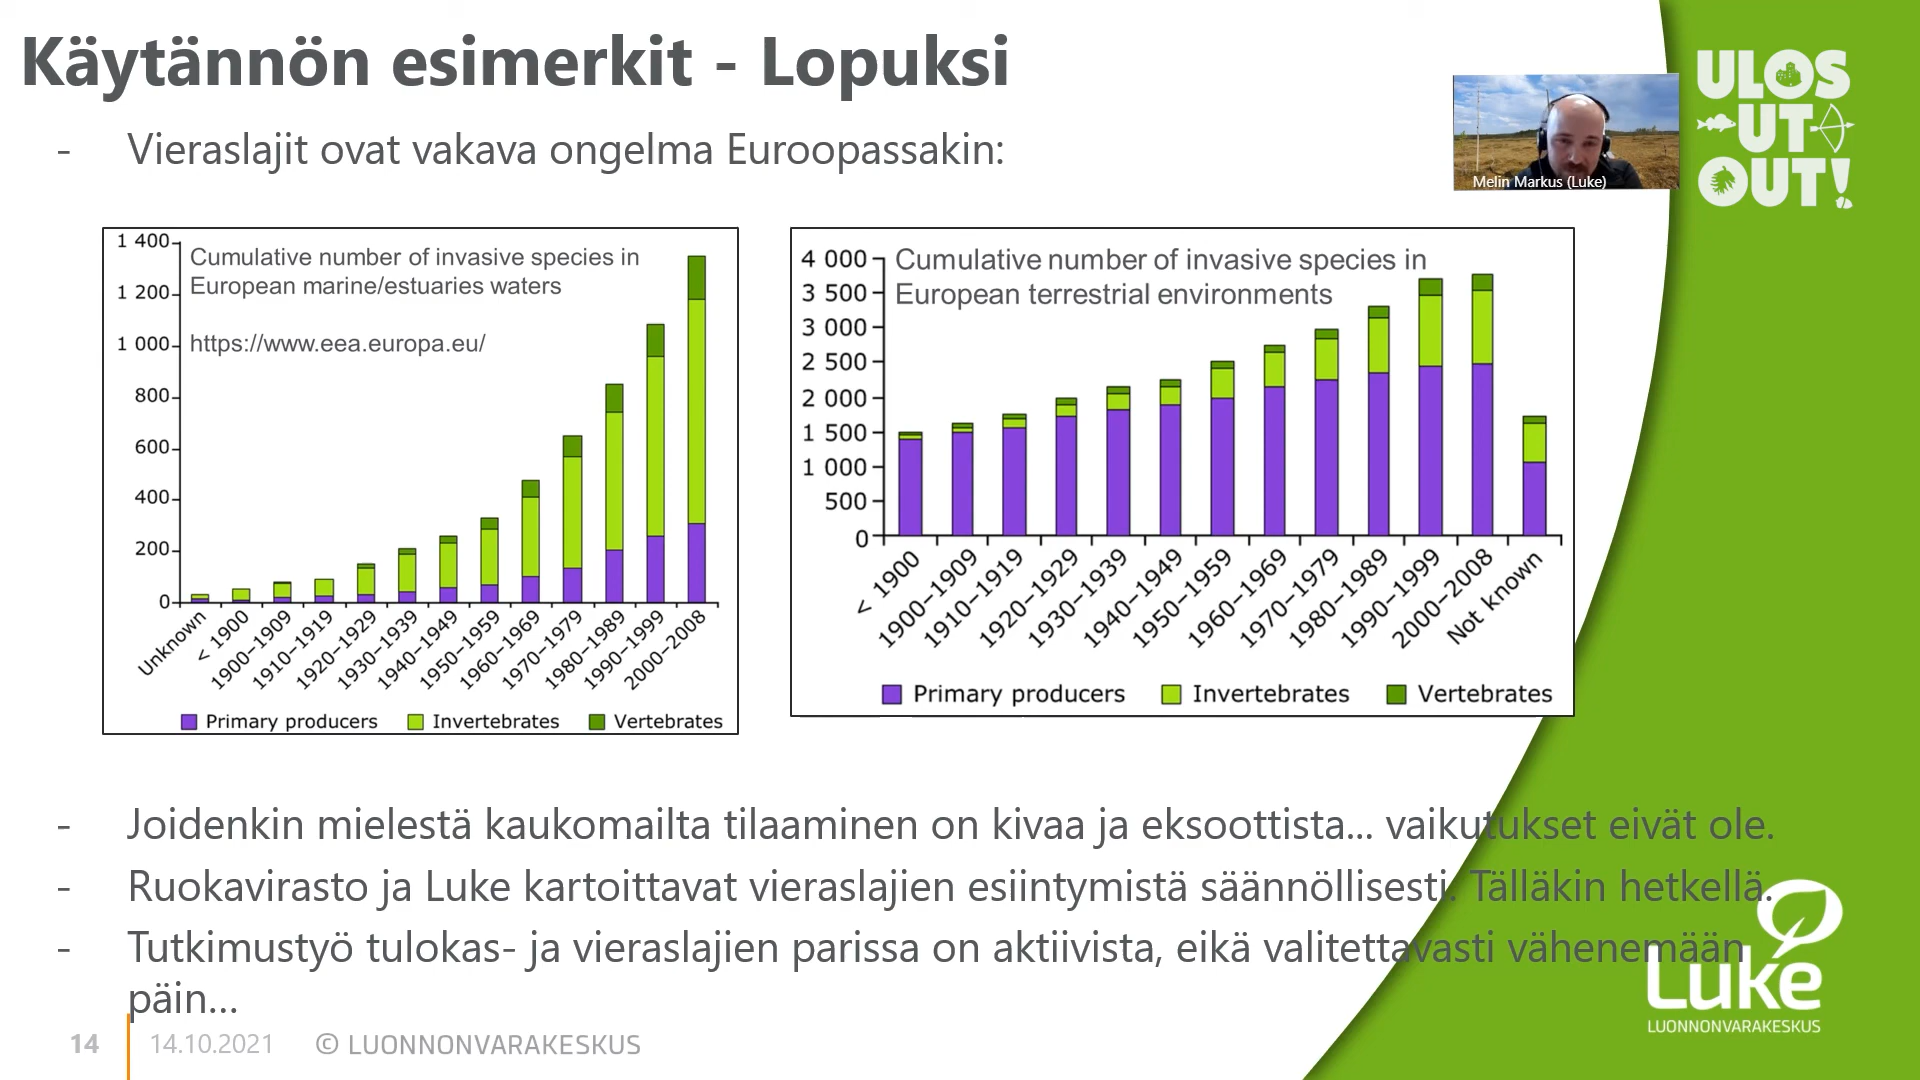 Käytännön esimerkit - Lopuksi
- Vieraslajit ovat vakava ongelma Euroopassakin:
Melin Markus (Luke)
ULOS
UT
OUT!
1 400
1 200
1 000
800
600
400
200
0
Cumulative number of invasive species in
European marine/estuaries waters
https://www.eea.europa.eu/
Unknown
< 1900
1900–1909
1910–1919
1920–1929
1930–1939
1940–1949
1950–1959
1960–1969
1970–1979
1980–1989
1990–1999
2000–2008
Primary producers Invertebrates Vertebrates
4 000
3 500
3 000
2 500
2 000
1 500
1 000
500
0
Cumulative number of invasive species in
European terrestrial environments
< 1900
1900–1909
1910–1919
1920–1929
1930–1939
1940–1949
1950–1959
1960–1969
1970–1979
1980–1989
1990–1999
2000–2008
Not known
Primary producers Invertebrates Vertebrates
- Joidenkin mielestä kaukomailta tilaaminen on kivaa ja eksoottista... vaikutukset eivät ole.
- Ruokavirasto ja Luke kartoittavat vieraslajien esiintymistä säännöllisesti. Tälläkin hetkellä.
- Tutkimustyö tulokas- ja vieraslajien parissa on aktiivista, eikä valitettavasti vähenemään
päin...
Luke
LUONNONVARAKESKUS
14 14.10.2021 © LUONNONVARAKESKUS